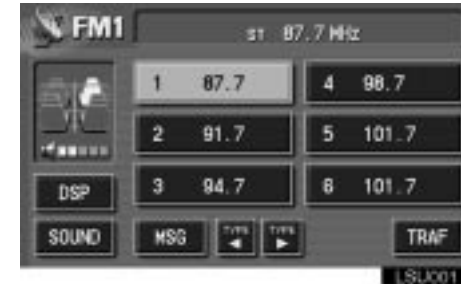 FM1 ST 87.7 MHz
1 87.7 4 98.7
2 91.7 5 101.7
3 94.7 6 101.7
DSP
SOUND MSG TYPE ◀ TYPE ▶ TRAF
LSU001